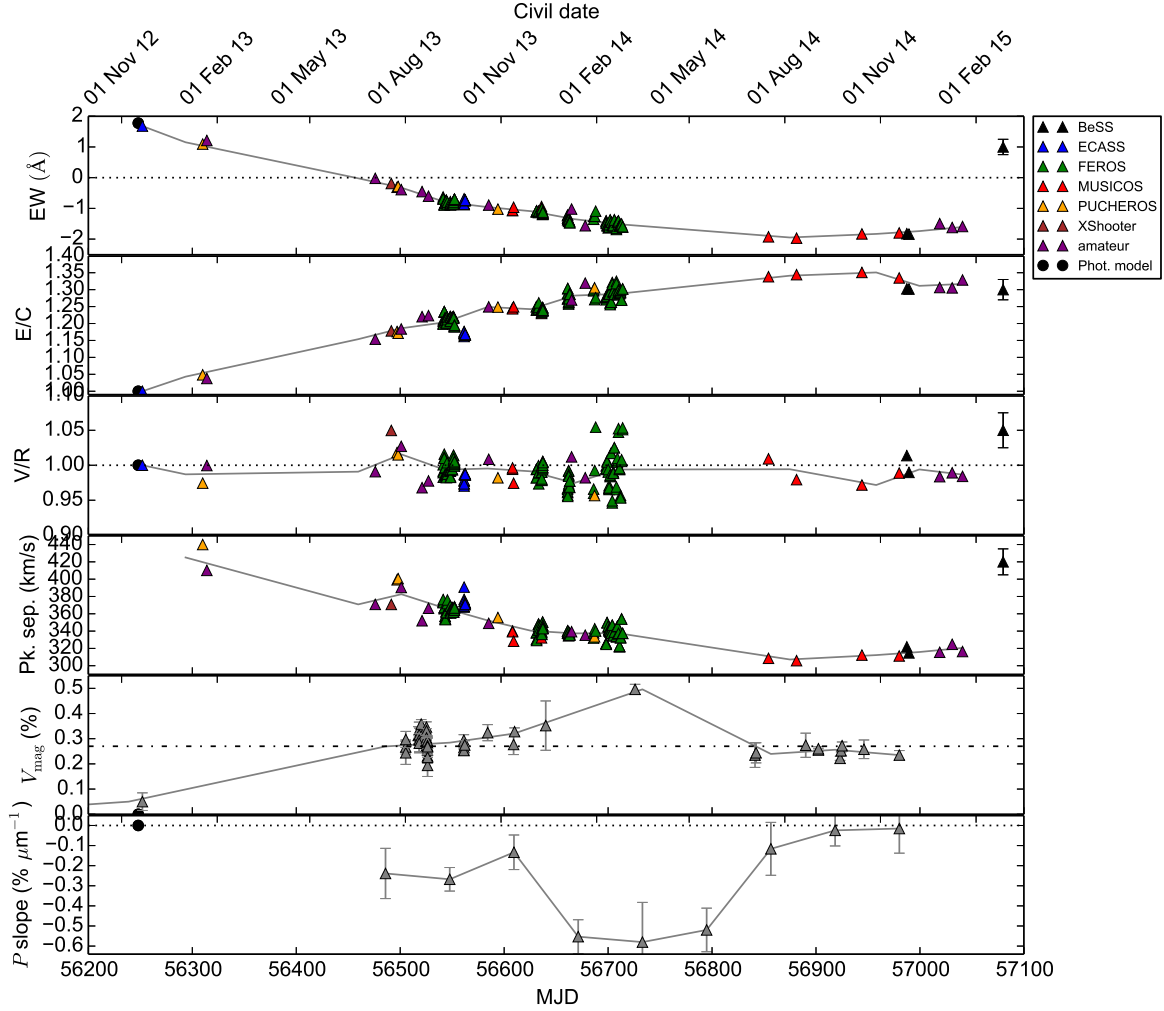 Civil date
01 Nov 12
01 Feb 13
01 May 13
01 Aug 13
01 Nov 13
01 Feb 14
01 May 14
01 Aug 14
01 Nov 14
01 Feb 15
EW (Å)
2
1
0
−1
−2
BeSS
ECASS
FEROS
MUSICOS
PUCHEROS
XShooter
amateur
Phot. model
E/C
1.40
1.35
1.30
1.25
1.20
1.15
1.10
1.05
1.00
V/R
1.10
1.05
1.00
0.95
0.90
Pk. sep. (km/s)
440
420
400
380
360
340
320
300
Vmag (%)
0.5
0.4
0.3
0.2
0.1
0.0
P slope (% μm−1)
0.0
−0.1
−0.2
−0.3
−0.4
−0.5
−0.6
56200 56300 56400 56500 56600 56700 56800 56900 57000 57100
MJD